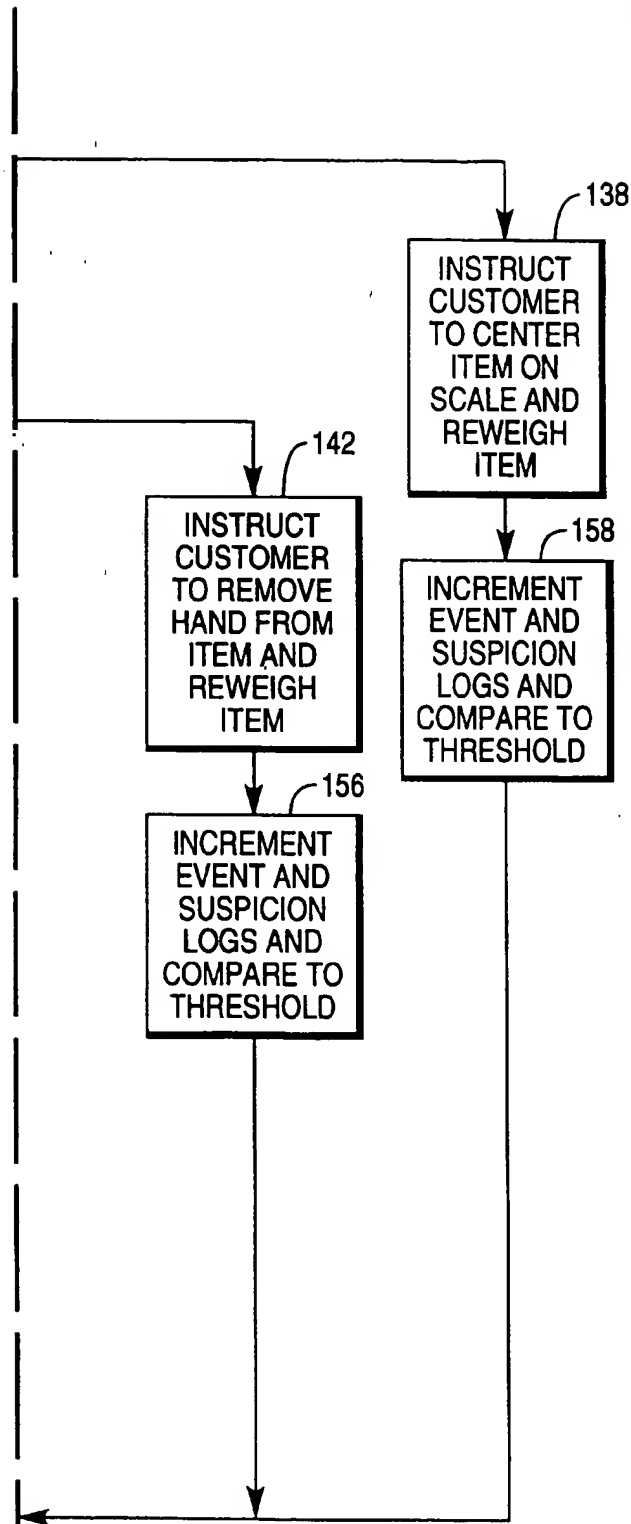 138
INSTRUCT
CUSTOMER
TO CENTER
ITEM ON
SCALE AND
REWEIGH
ITEM
142
INSTRUCT
CUSTOMER
TO REMOVE
HAND FROM
ITEM AND
REWEIGH
ITEM
158
INCREMENT
EVENT AND
SUSPICION
LOGS AND
COMPARE TO
THRESHOLD
156
INCREMENT
EVENT AND
SUSPICION
LOGS AND
COMPARE TO
THRESHOLD